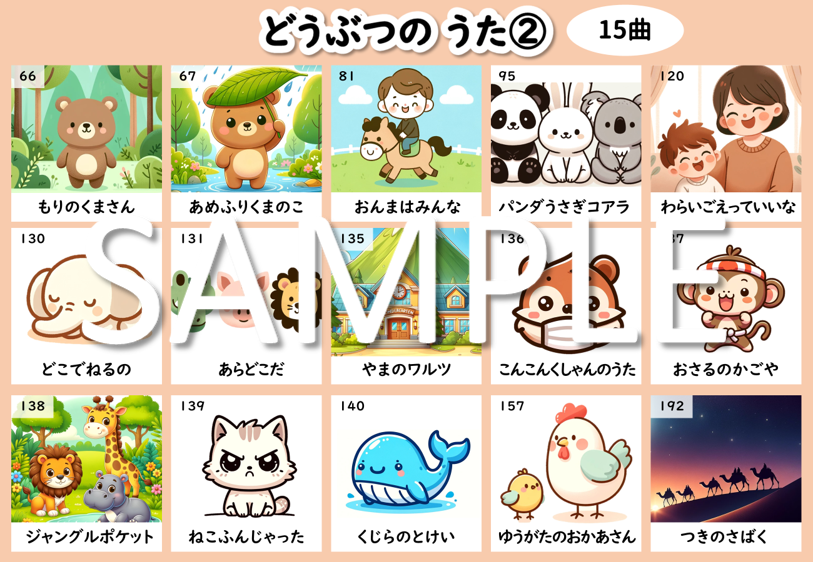 どうぶつの うた②
15曲
66
67
81
95
120
もりのくまさん
あめふりくまのこ
おんまはみんな
パンダうさぎコアラ
わらいごえっていいな
SAMPLE
130
131
135
136
37
どこでねるの
あらどこだ
やまのワルツ
こんこんくしゃんのうた
おさるのかごや
138
139
140
157
192
ジャングルポケット
ねこふんじゃった
くじらのとけい
ゆうがたのおかあさん
つきのさばく